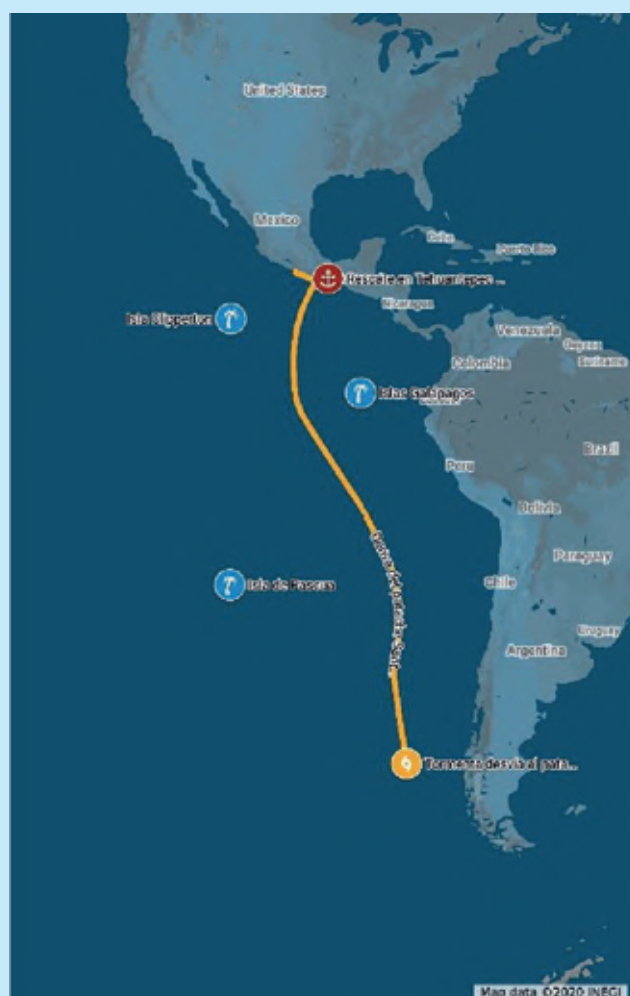 United States
Mexico
Cuba
Puerto Rico
Rescate en Tehuantepec ...
Nicaragua
Isla Clipperton
Venezuela
Guyana
Suriname
Colombia
Islas Galápagos
Brazil
Peru
Bolivia
Paraguay
Isla de Pascua
Chile
Uruguay
Argentina
Tormenta desvía al pata...
Map data ©2020 INEGI